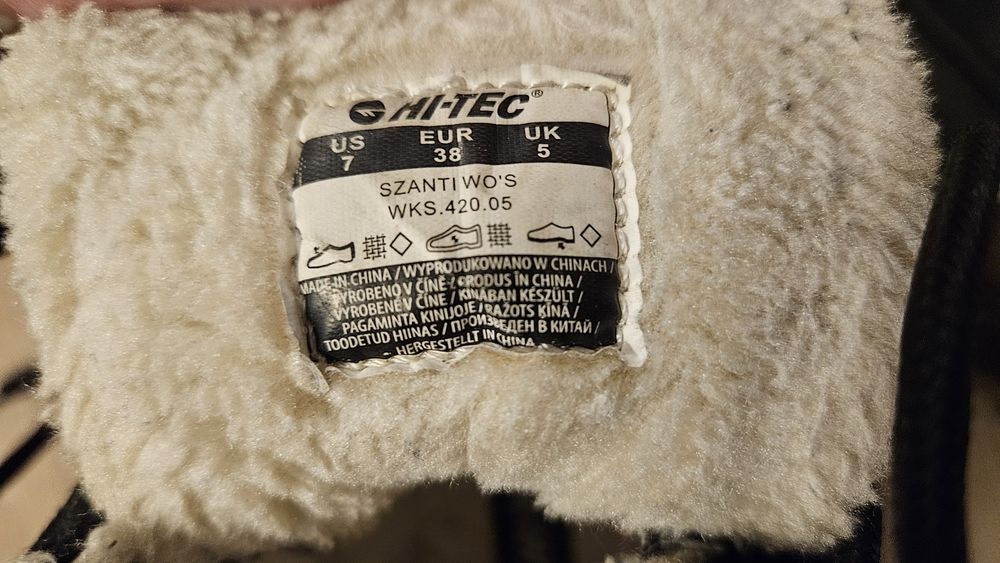 HI-TEC®
US EUR UK
7 38 5
SZANTI WO'S
WKS.420.05
MADE IN CHINA / WYPRODUKOWANO W CHINACH /
VYROBENO V ČÍNĚ / PRODUS ÎN CHINA /
VYROBENÉ V ČÍNE / KÍNÁBAN KÉSZÜLT /
PAGAMINTA KINIJOJE / RAŽOTS ĶĪNĀ /
TOODETUD HIINAS / ПРОИЗВЕДЕН В КИТАЙ /
HERGESTELLT IN CHINA